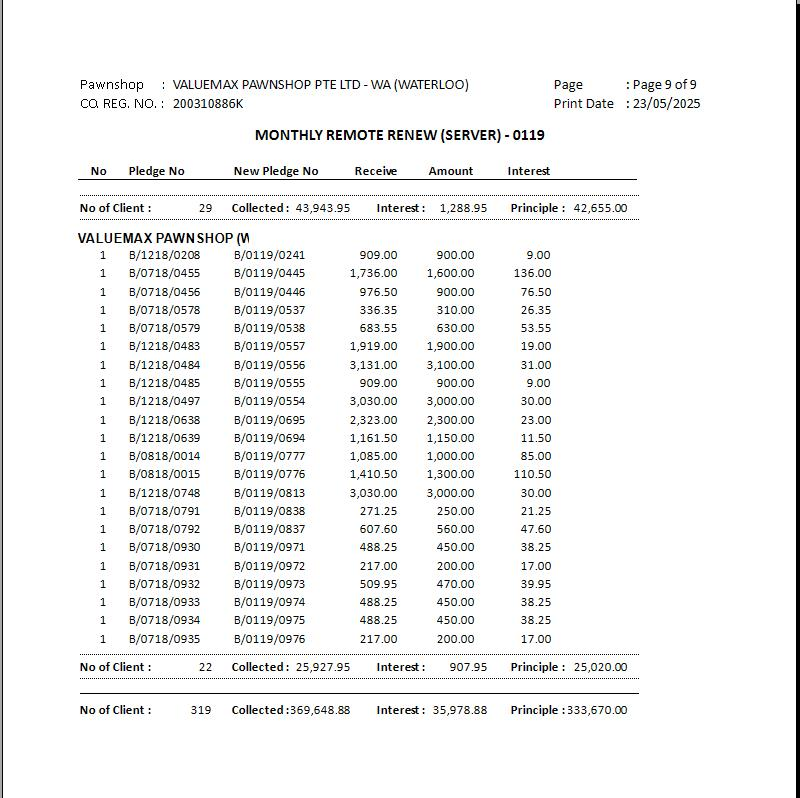 Pawnshop : VALUEMAX PAWNSHOP PTE LTD - WA (WATERLOO) Page : Page 9 of 9
CO. REG. NO. : 200310886K Print Date : 23/05/2025
MONTHLY REMOTE RENEW (SERVER) - 0119
No Pledge No New Pledge No Receive Amount Interest
No of Client : 29 Collected : 43,943.95 Interest : 1,288.95 Principle : 42,655.00
VALUEMAX PAWNSHOP (W
1 B/1218/0208 B/0119/0241 909.00 900.00 9.00
1 B/0718/0455 B/0119/0445 1,736.00 1,600.00 136.00
1 B/0718/0456 B/0119/0446 976.50 900.00 76.50
1 B/0718/0578 B/0119/0537 336.35 310.00 26.35
1 B/0718/0579 B/0119/0538 683.55 630.00 53.55
1 B/1218/0483 B/0119/0557 1,919.00 1,900.00 19.00
1 B/1218/0484 B/0119/0556 3,131.00 3,100.00 31.00
1 B/1218/0485 B/0119/0555 909.00 900.00 9.00
1 B/1218/0497 B/0119/0554 3,030.00 3,000.00 30.00
1 B/1218/0638 B/0119/0695 2,323.00 2,300.00 23.00
1 B/1218/0639 B/0119/0694 1,161.50 1,150.00 11.50
1 B/0818/0014 B/0119/0777 1,085.00 1,000.00 85.00
1 B/0818/0015 B/0119/0776 1,410.50 1,300.00 110.50
1 B/1218/0748 B/0119/0813 3,030.00 3,000.00 30.00
1 B/0718/0791 B/0119/0838 271.25 250.00 21.25
1 B/0718/0792 B/0119/0837 607.60 560.00 47.60
1 B/0718/0930 B/0119/0971 488.25 450.00 38.25
1 B/0718/0931 B/0119/0972 217.00 200.00 17.00
1 B/0718/0932 B/0119/0973 509.95 470.00 39.95
1 B/0718/0933 B/0119/0974 488.25 450.00 38.25
1 B/0718/0934 B/0119/0975 488.25 450.00 38.25
1 B/0718/0935 B/0119/0976 217.00 200.00 17.00
No of Client : 22 Collected : 25,927.95 Interest : 907.95 Principle : 25,020.00
No of Client : 319 Collected :369,648.88 Interest : 35,978.88 Principle :333,670.00